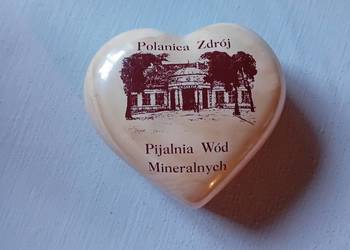 Polanica Zdrój
Pijalnia Wód
Mineralnych